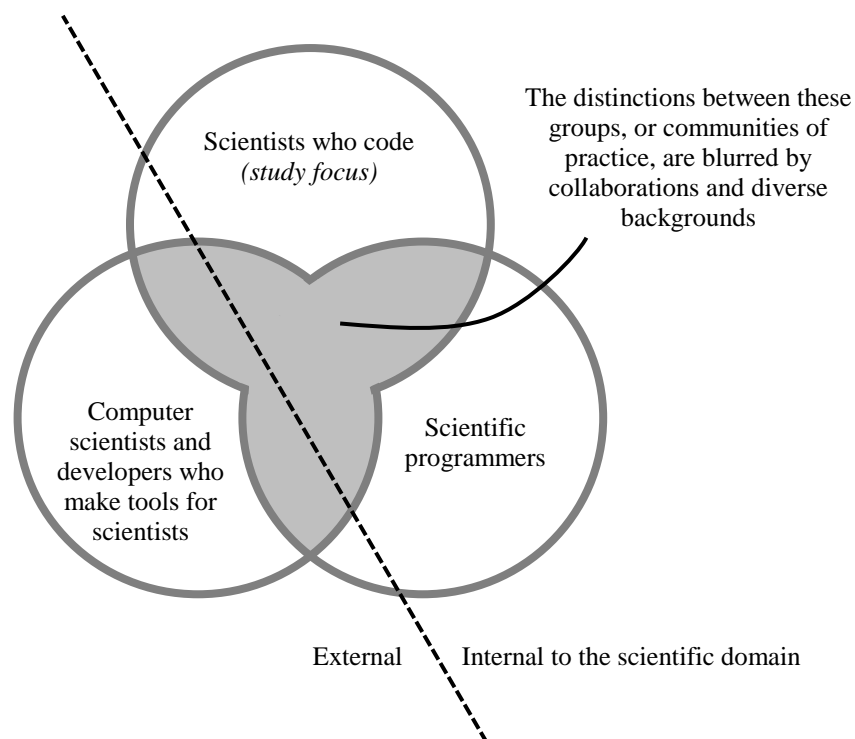 The distinctions between these
groups, or communities of
practice, are blurred by
collaborations and diverse
backgrounds
Scientists who code
(study focus)
Computer
scientists and
developers who
make tools for
scientists
Scientific
programmers
External
Internal to the scientific domain